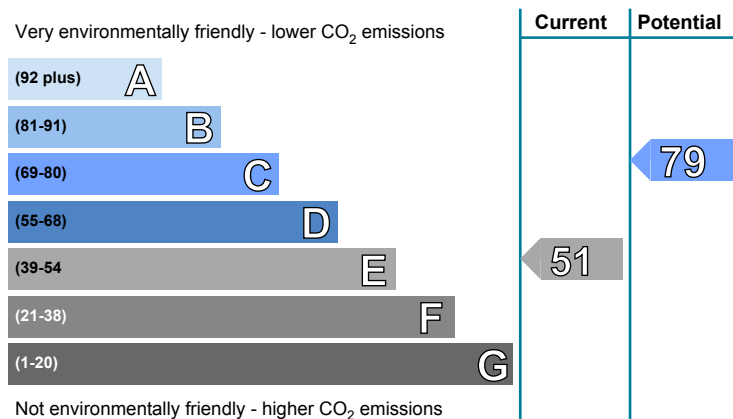 Current Potential
Very environmentally friendly - lower CO₂ emissions
(92 plus) A
(81-91) B
(69-80) C
79
(55-68) D
(39-54 E
51
(21-38) F
(1-20) G
Not environmentally friendly - higher CO₂ emissions